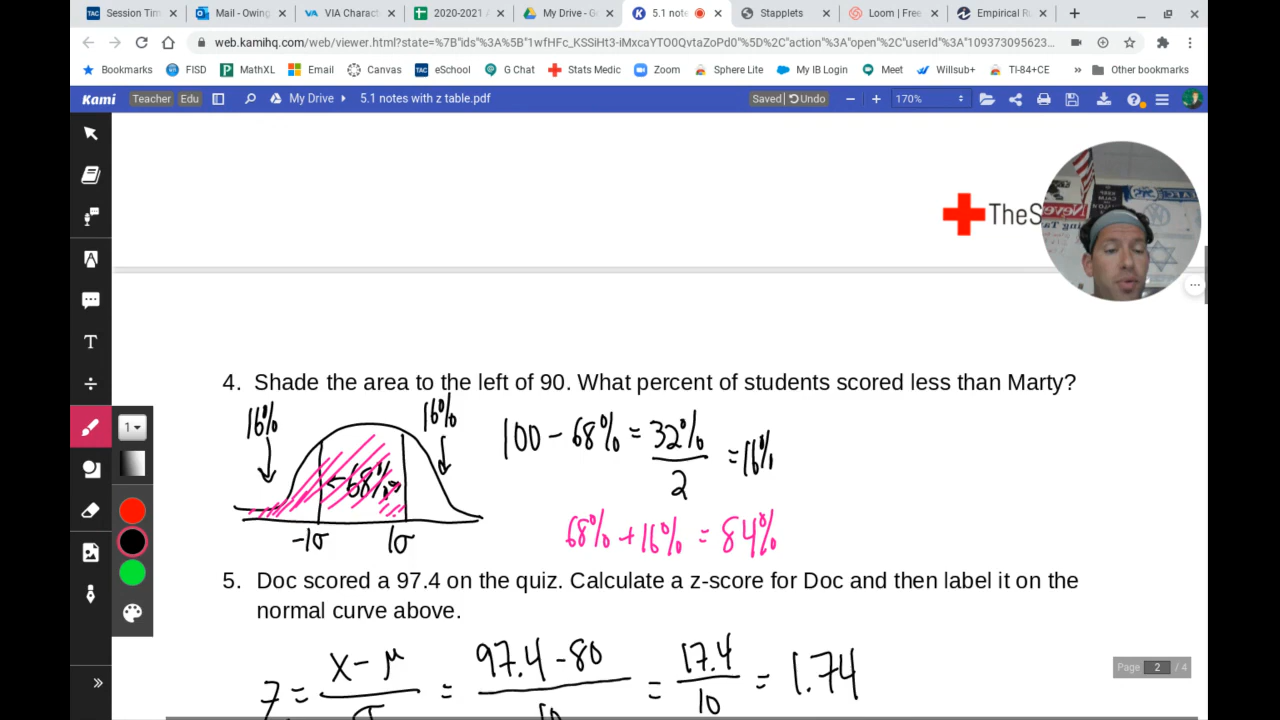 Session Tim
Mail - Owing
VIA Charact
2020-2021 A
My Drive - Go
5.1 note
Stapplets
Loom | Free
Empirical Ru
web.kamihq.com/web/viewer.html?state=%7B"ids"%3A%5B"1wfHFc_KSSiHt3-iMxcaYTO0QvtaZoPd0"%5D%2C"action"%3A"open"%2C"userId"%3A"109373095623...
Bookmarks
FISD
MathXL
Email
Canvas
eSchool
G Chat
Stats Medic
Zoom
Sphere Lite
My IB Login
Meet
Willsub+
TI-84+CE
»
Other bookmarks
Kami
Teacher
Edu
My Drive
5.1 notes with z table.pdf
Saved
Undo
170%
TheS
4. Shade the area to the left of 90. What percent of students scored less than Marty?
16%
16%
68%
-1σ
1σ
100 - 68% = 32%/2 = 16%
68% + 16% = 84%
5. Doc scored a 97.4 on the quiz. Calculate a z-score for Doc and then label it on the
normal curve above.
z = x - μ/σ = 97.4 - 80/10 = 17.4/10 = 1.74
Page 2 / 4